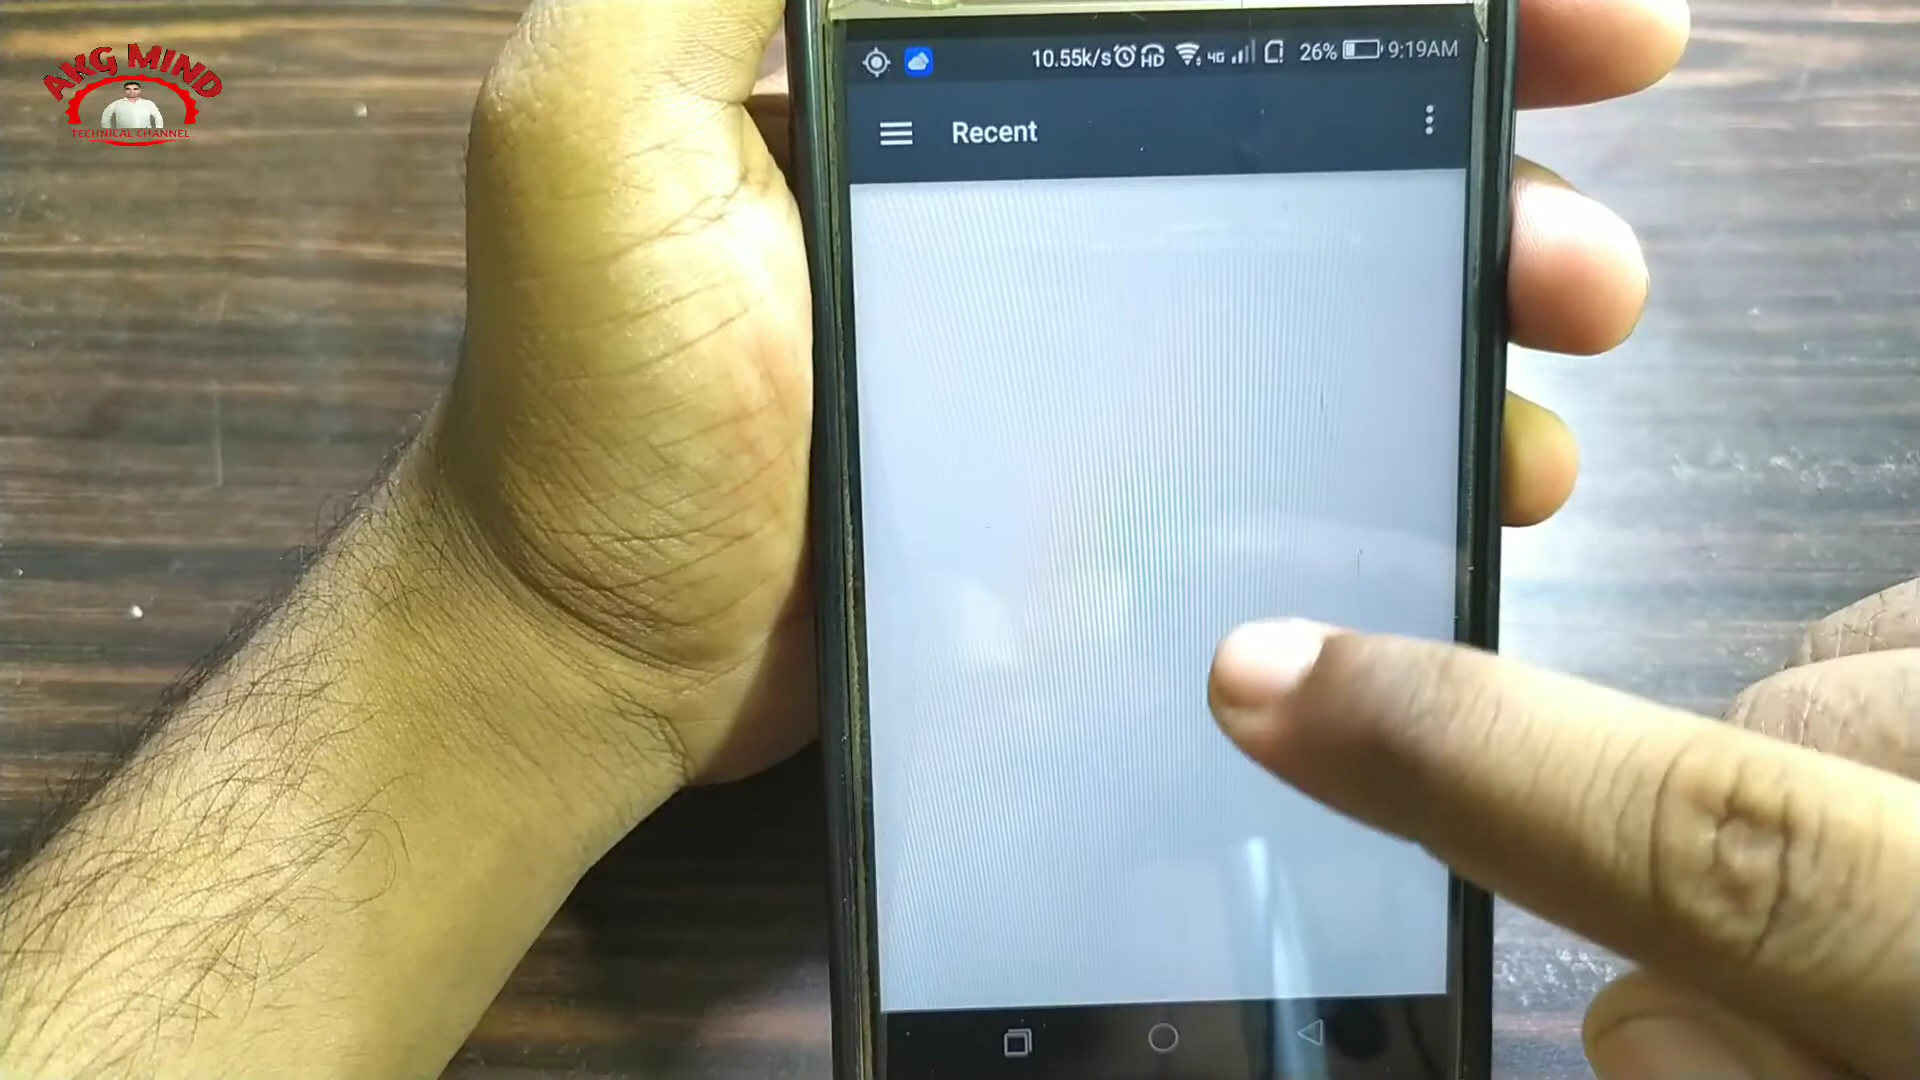 AKG MIND
TECHNICAL CHANNEL
10.55k/s HD 4G 26% 9:19AM
Recent